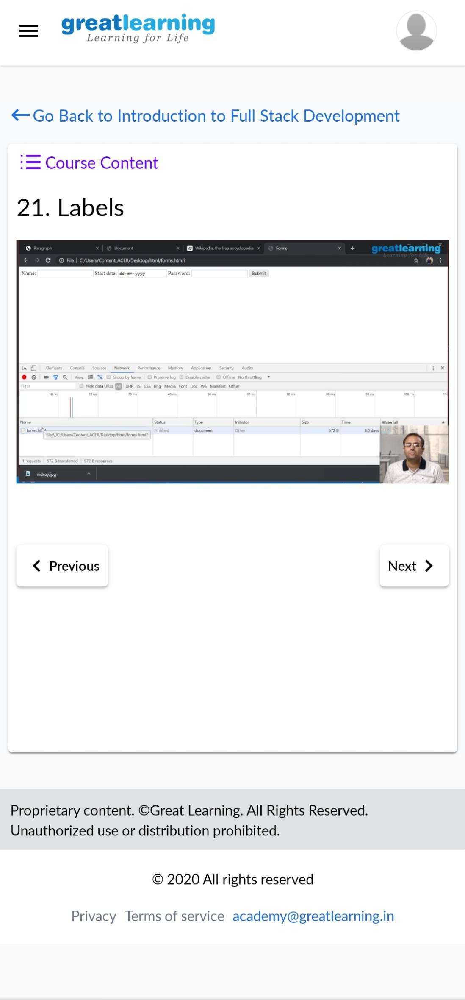 greatlearning
Learning for Life
Go Back to Introduction to Full Stack Development
Course Content
21. Labels
Paragraph
Document
Wikipedia, the free encyclopedia
Forms
greatlearning
Learning for Life
File | C:/Users/Content_ACER/Desktop/html/forms.html?
Name: Start date: dd-mm-yyyy Password: Submit
Elements Console Sources Network Performance Memory Application Security Audits
View: Group by frame Preserve log Disable cache Offline No throttling
Filter Hide data URLs All XHR JS CSS Img Media Font Doc WS Manifest Other
10 ms 20 ms 30 ms 40 ms 50 ms 60 ms 70 ms 80 ms 90 ms 100 ms
Name Status Type Initiator Size Time Waterfall
Finished document Other 572 B 3.0 days
file:///C:/Users/Content_ACER/Desktop/html/forms.html?
1 requests | 572 B transferred | 572 B resources
mickey.jpg
Previous
Next
Proprietary content. ©Great Learning. All Rights Reserved.
Unauthorized use or distribution prohibited.
© 2020 All rights reserved
Privacy Terms of service academy@greatlearning.in